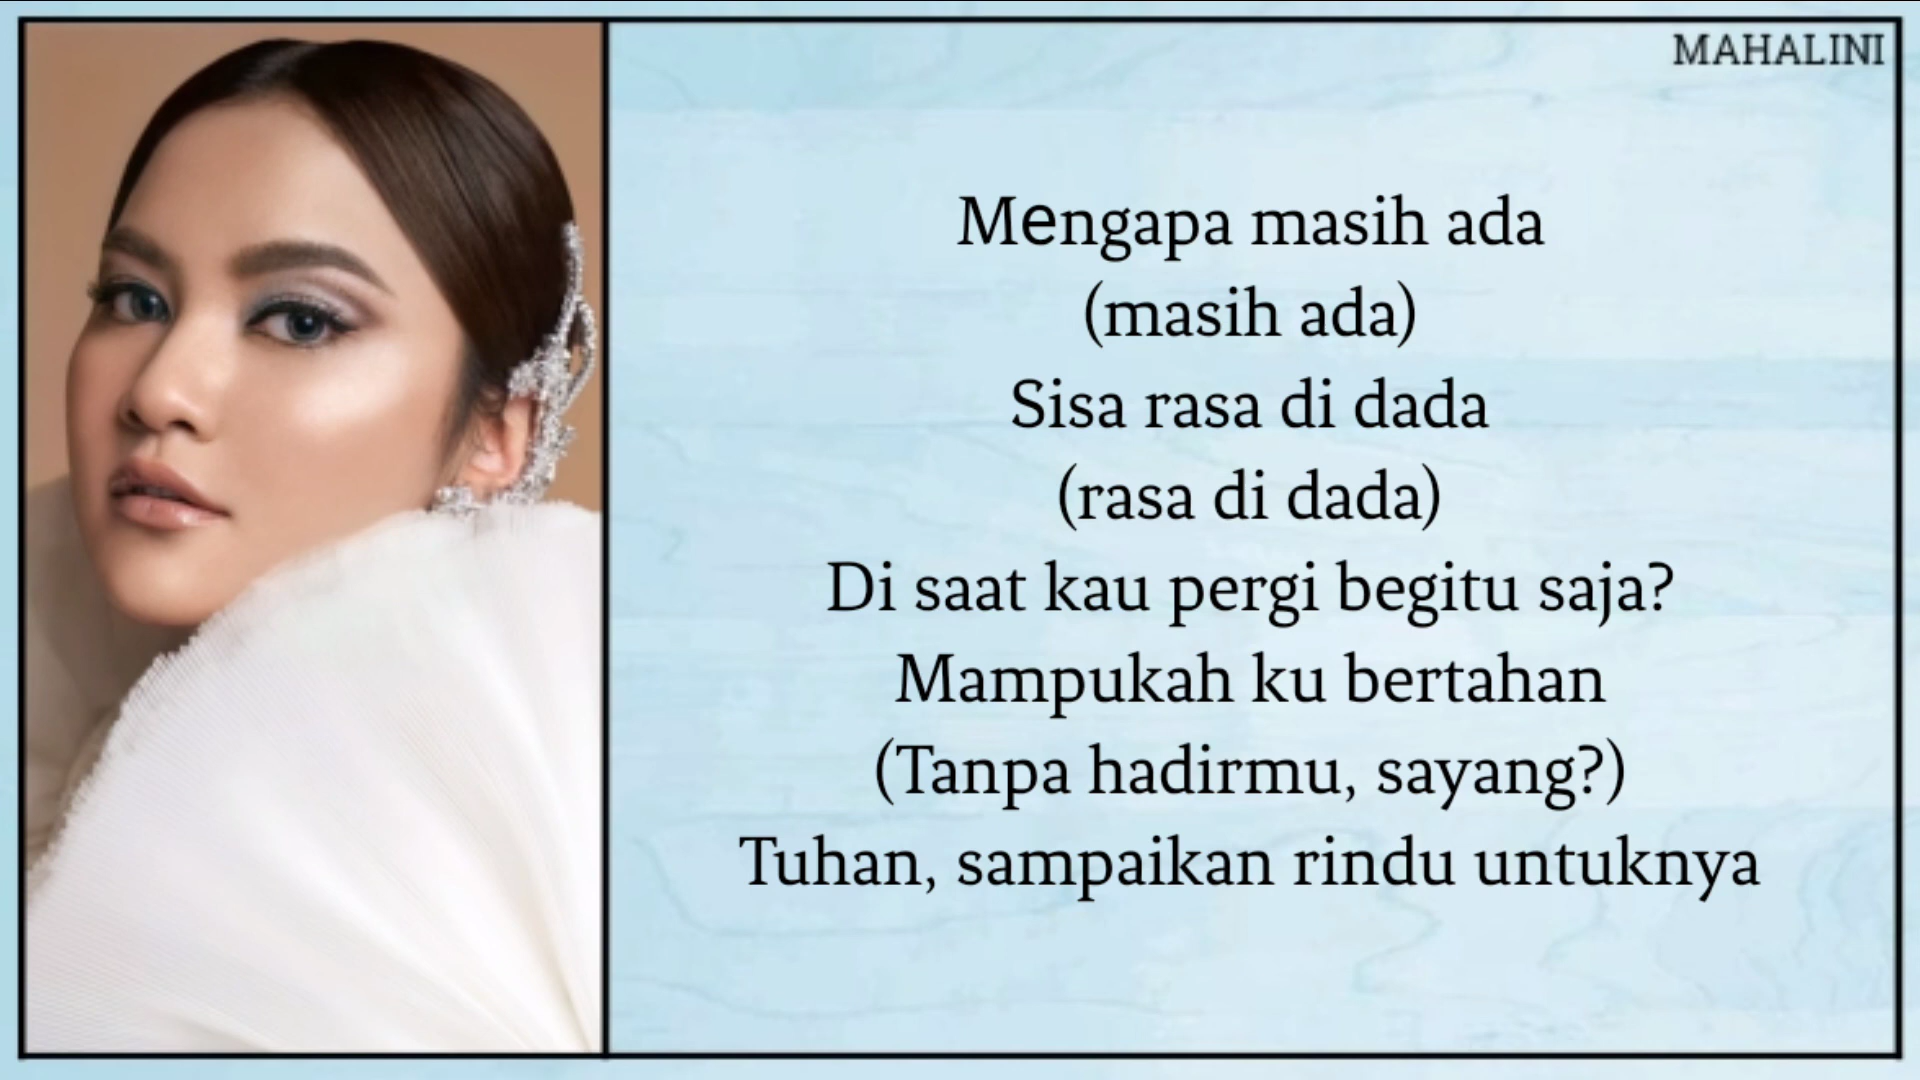 MAHALINI
Mengapa masih ada
(masih ada)
Sisa rasa di dada
(rasa di dada)
Di saat kau pergi begitu saja?
Mampukah ku bertahan
(Tanpa hadirmu, sayang?)
Tuhan, sampaikan rindu untuknya